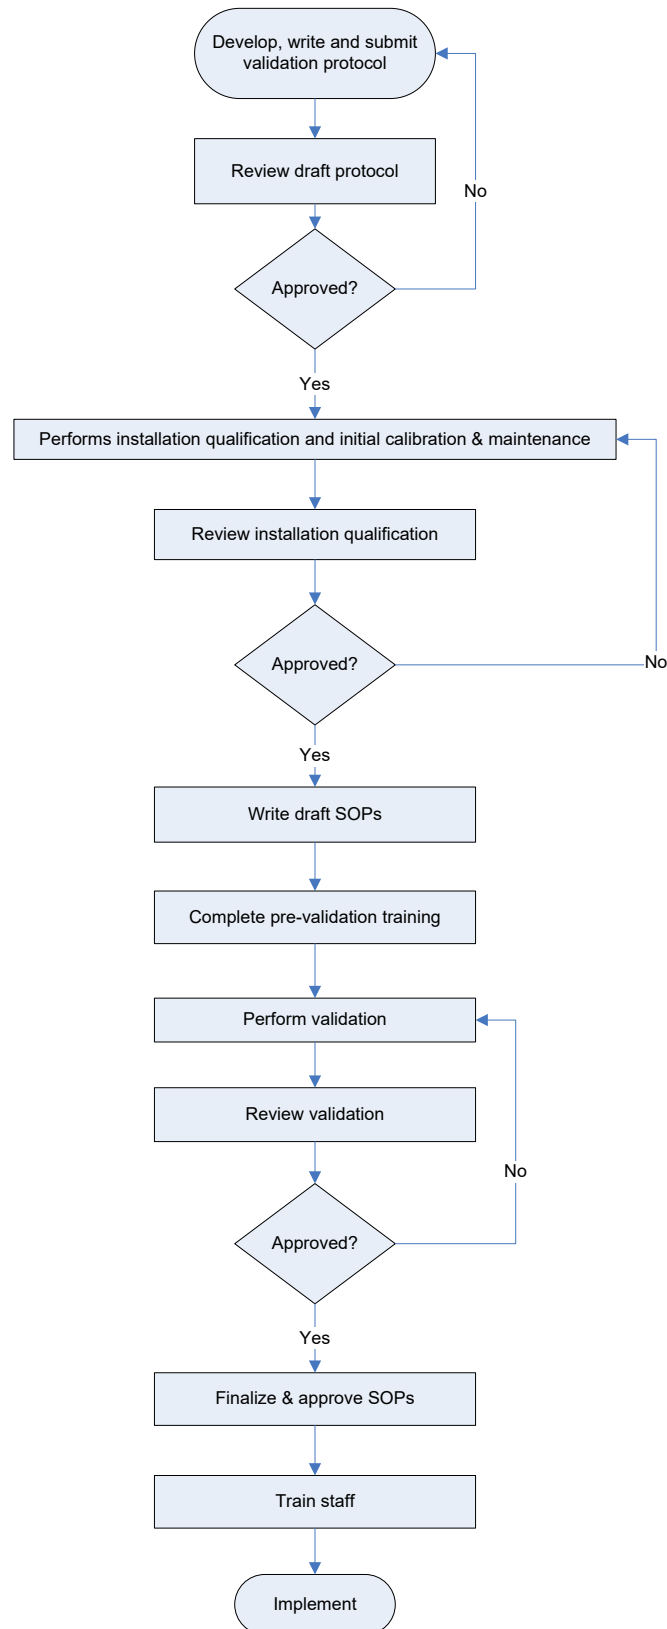 Develop, write and submit
validation protocol
Review draft protocol
No
Approved?
Yes
Performs installation qualification and initial calibration & maintenance
Review installation qualification
Approved?
No
Yes
Write draft SOPs
Complete pre-validation training
Perform validation
Review validation
No
Approved?
Yes
Finalize & approve SOPs
Train staff
Implement